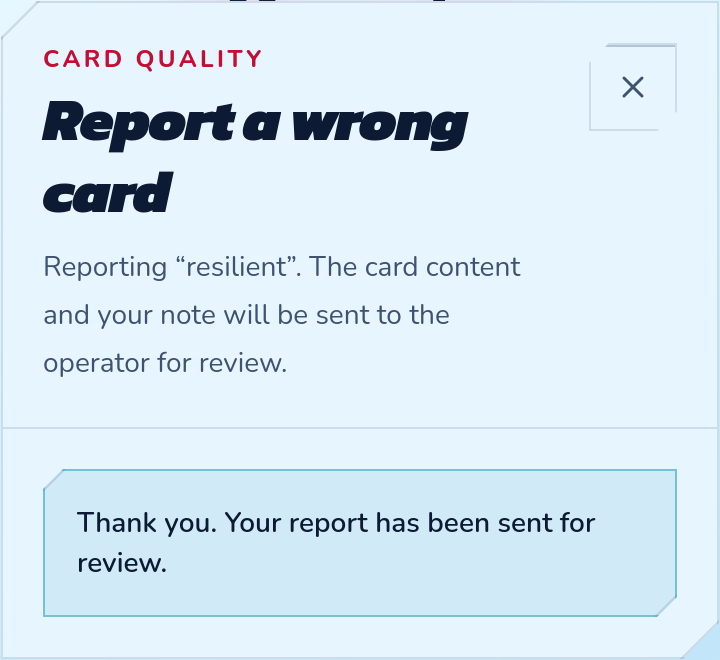 CARD QUALITY
Report a wrong
card
Reporting “resilient”. The card content
and your note will be sent to the
operator for review.
Thank you. Your report has been sent for
review.